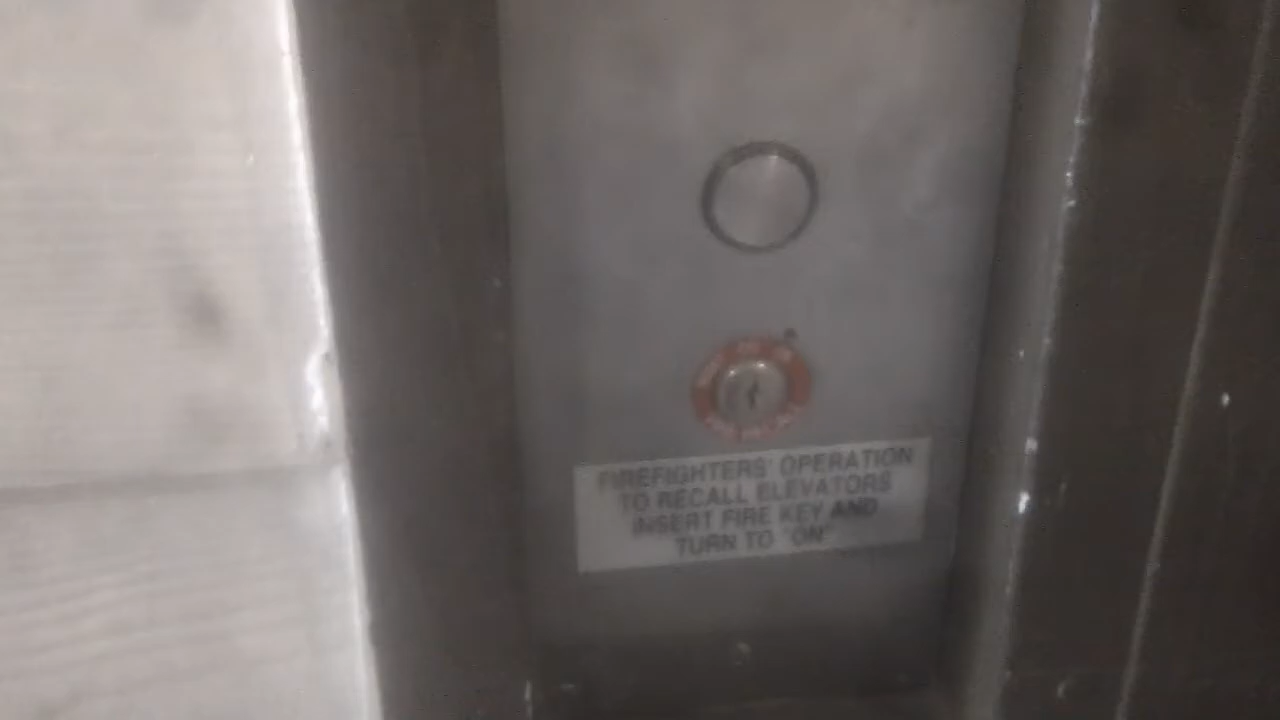 FIREFIGHTERS' OPERATION
TO RECALL ELEVATORS
INSERT FIRE KEY AND
TURN TO "ON"